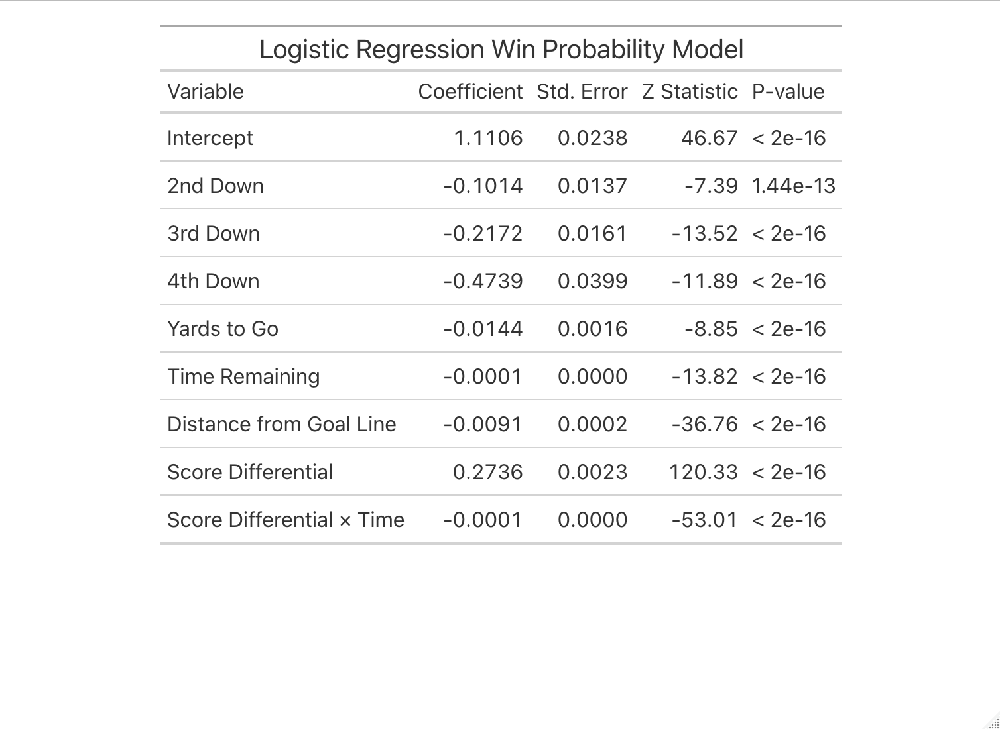 Logistic Regression Win Probability Model
Variable Coefficient Std. Error Z Statistic P-value
Intercept 1.1106 0.0238 46.67 < 2e-16
2nd Down -0.1014 0.0137 -7.39 1.44e-13
3rd Down -0.2172 0.0161 -13.52 < 2e-16
4th Down -0.4739 0.0399 -11.89 < 2e-16
Yards to Go -0.0144 0.0016 -8.85 < 2e-16
Time Remaining -0.0001 0.0000 -13.82 < 2e-16
Distance from Goal Line -0.0091 0.0002 -36.76 < 2e-16
Score Differential 0.2736 0.0023 120.33 < 2e-16
Score Differential × Time -0.0001 0.0000 -53.01 < 2e-16